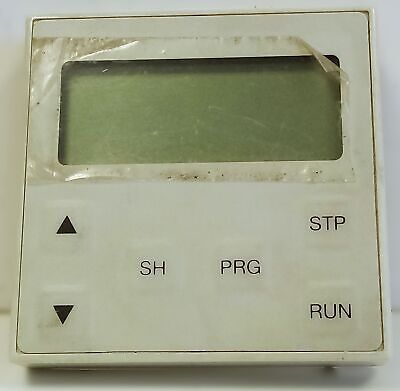 ▲ STP
SH PRG
▼ RUN